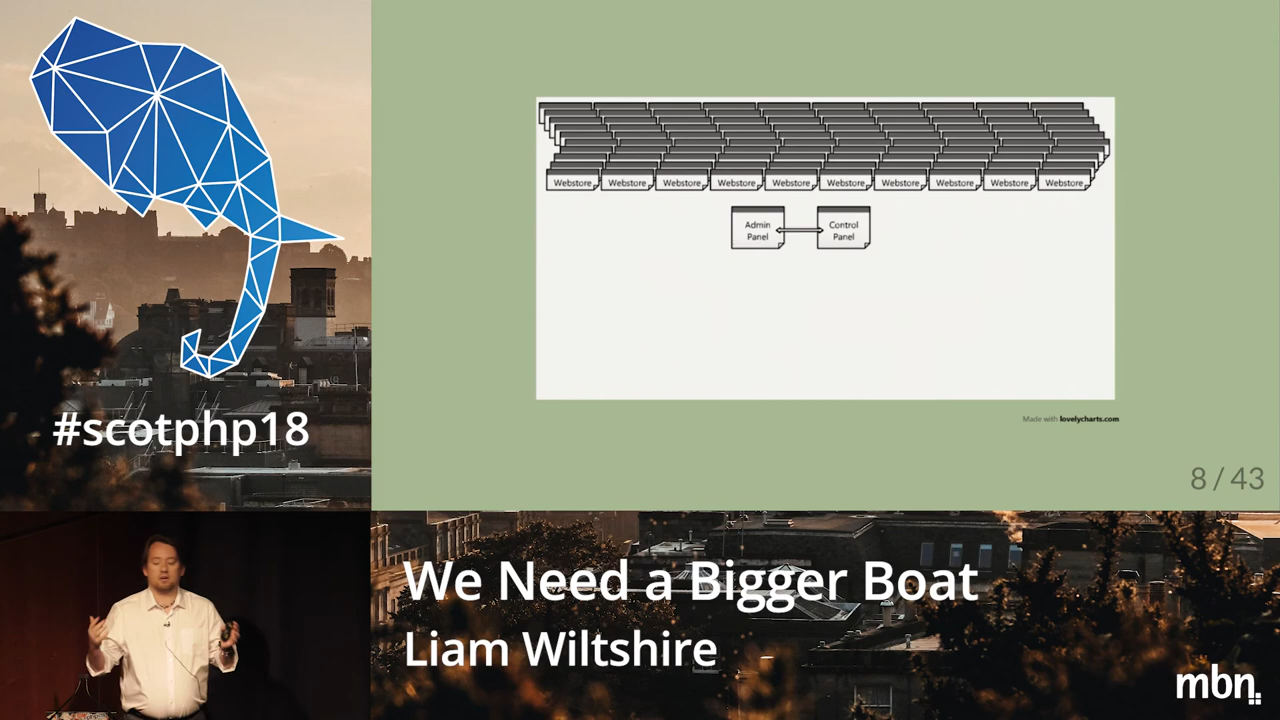 Webstore Webstore Webstore Webstore Webstore Webstore Webstore Webstore Webstore Webstore
Admin
Panel
Control
Panel
Made with lovelycharts.com
8 / 43
#scotphp18
We Need a Bigger Boat
Liam Wiltshire
mbn